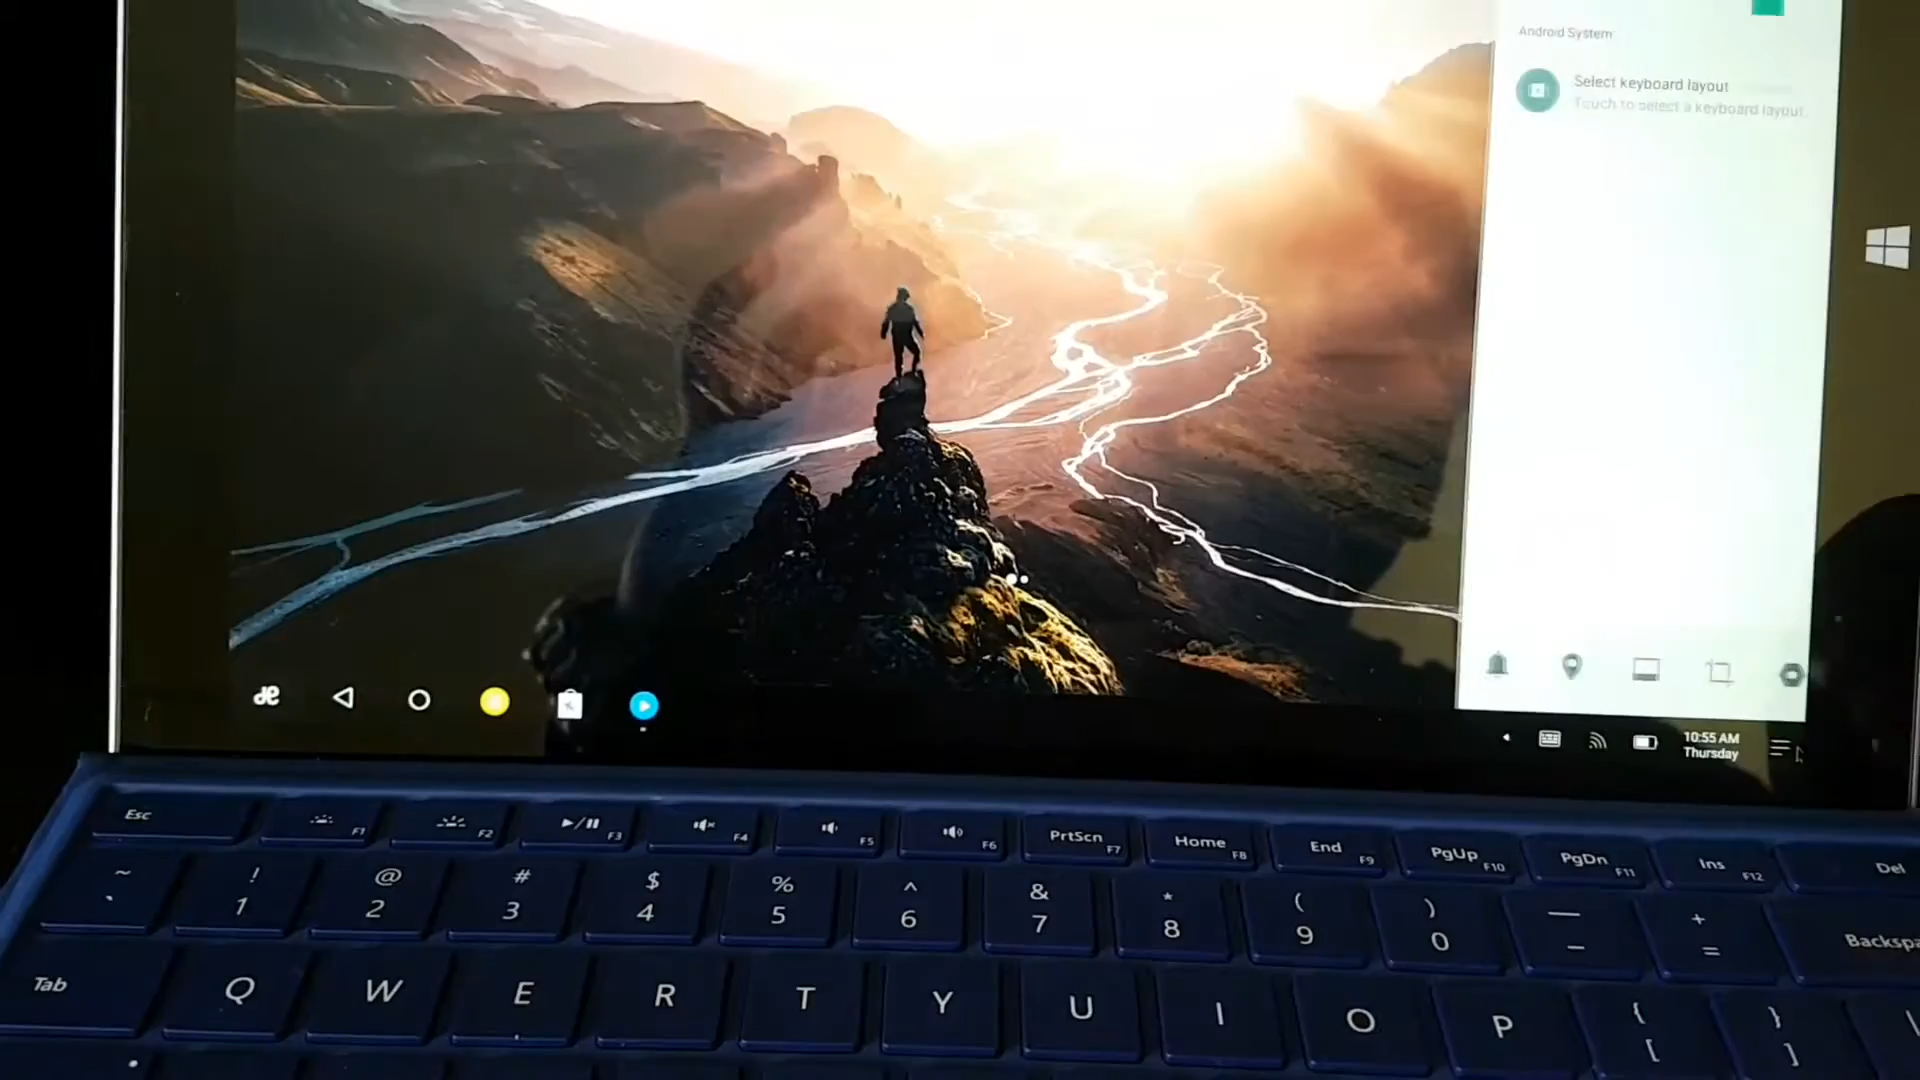 Android System
Select keyboard layout
Touch to select a keyboard layout.
10:55 AM
Thursday
Esc F1 F2 F3 F4 F5 F6 PrtScn F7 Home F8 End F9 PgUp F10 PgDn F11 Ins F12 Del
~ ! @ # $ % ^ & * ( ) — +
` 1 2 3 4 5 6 7 8 9 0 – = Backspa
Tab Q W E R T Y U I O P { }
[ ] \